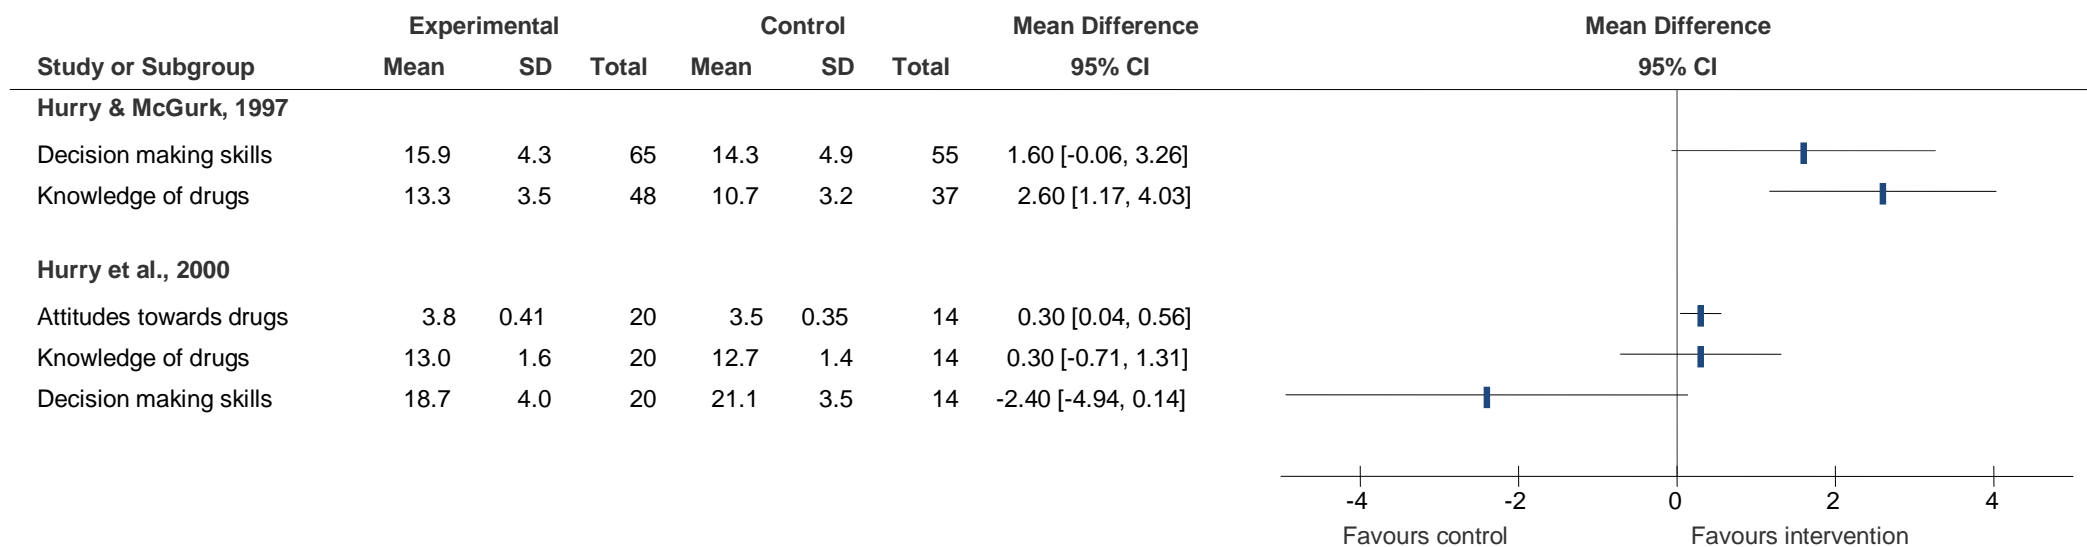 Experimental Control Mean Difference Mean Difference
Study or Subgroup Mean SD Total Mean SD Total 95% CI 95% CI
Hurry & McGurk, 1997
Decision making skills 15.9 4.3 65 14.3 4.9 55 1.60 [-0.06, 3.26]
Knowledge of drugs 13.3 3.5 48 10.7 3.2 37 2.60 [1.17, 4.03]
Hurry et al., 2000
Attitudes towards drugs 3.8 0.41 20 3.5 0.35 14 0.30 [0.04, 0.56]
Knowledge of drugs 13.0 1.6 20 12.7 1.4 14 0.30 [-0.71, 1.31]
Decision making skills 18.7 4.0 20 21.1 3.5 14 -2.40 [-4.94, 0.14]
-4 -2 0 2 4
Favours control Favours intervention